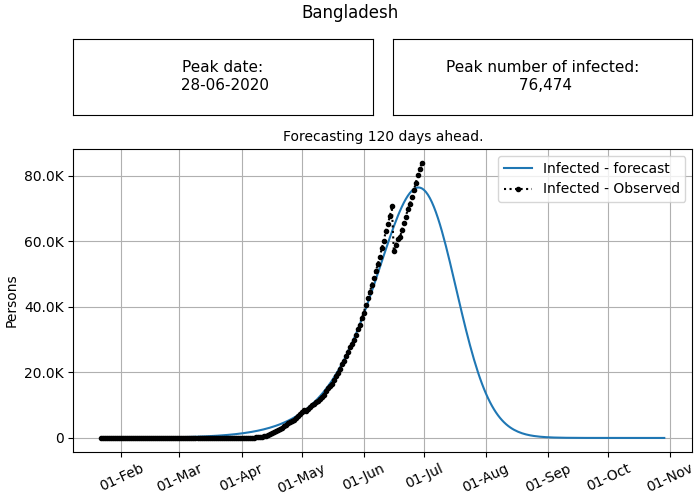 Bangladesh
Peak date:
28-06-2020
Peak number of infected:
76,474
Forecasting 120 days ahead.
Infected - forecast
Infected - Observed
80.0K
60.0K
40.0K
20.0K
0
Persons
01-Feb
01-Mar
01-Apr
01-May
01-Jun
01-Jul
01-Aug
01-Sep
01-Oct
01-Nov